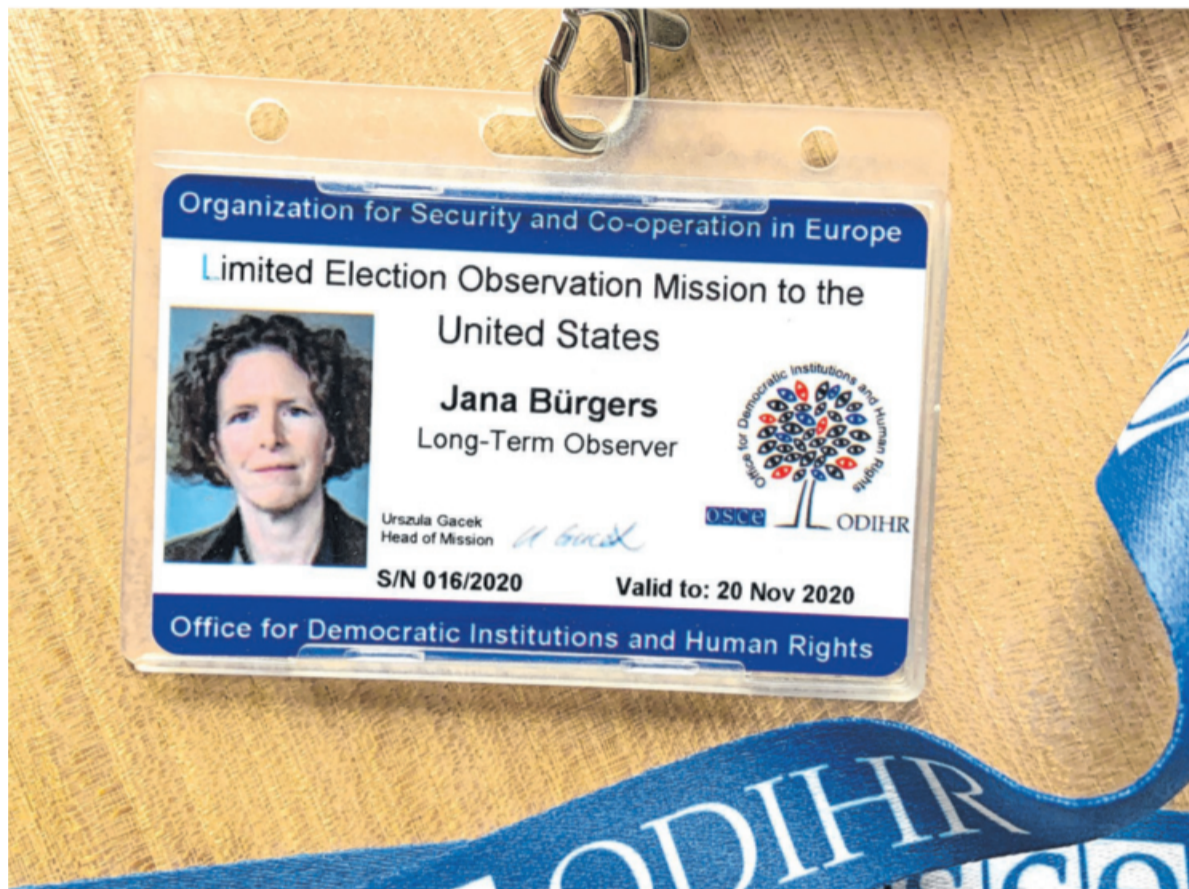 Organization for Security and Co-operation in Europe
Limited Election Observation Mission to the
United States
Jana Bürgers
Long-Term Observer
Office for Democratic Institutions and Human Rights
osce
ODIHR
Urszula Gacek
Head of Mission
U Gacek
S/N 016/2020
Valid to: 20 Nov 2020
Office for Democratic Institutions and Human Rights
ODIHR